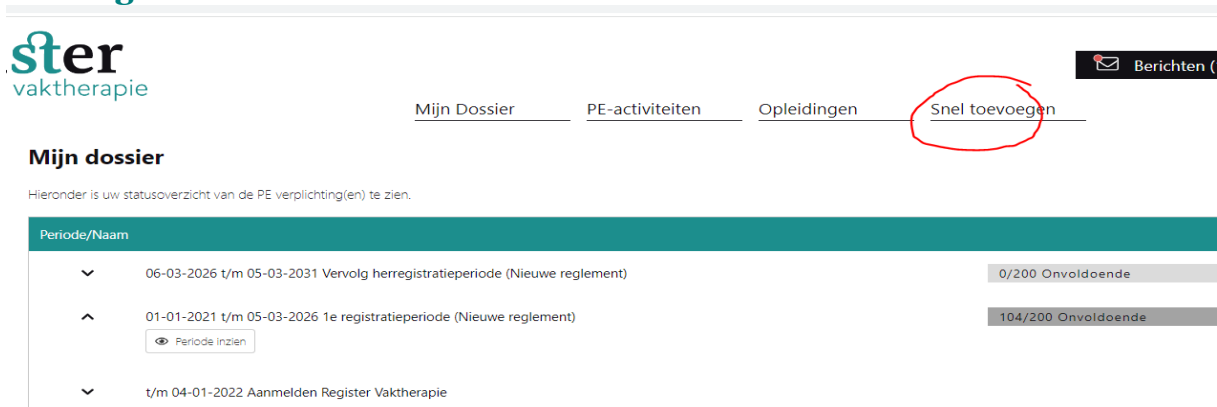 ster
vaktherapie
Berichten (
Mijn Dossier
PE-activiteiten
Opleidingen
Snel toevoegen
Mijn dossier
Hieronder is uw statusoverzicht van de PE verplichting(en) te zien.
Periode/Naam
06-03-2026 t/m 05-03-2031 Vervolg herregistratieperiode (Nieuwe reglement)
0/200 Onvoldoende
01-01-2021 t/m 05-03-2026 1e registratieperiode (Nieuwe reglement)
104/200 Onvoldoende
Periode inzien
t/m 04-01-2022 Aanmelden Register Vaktherapie